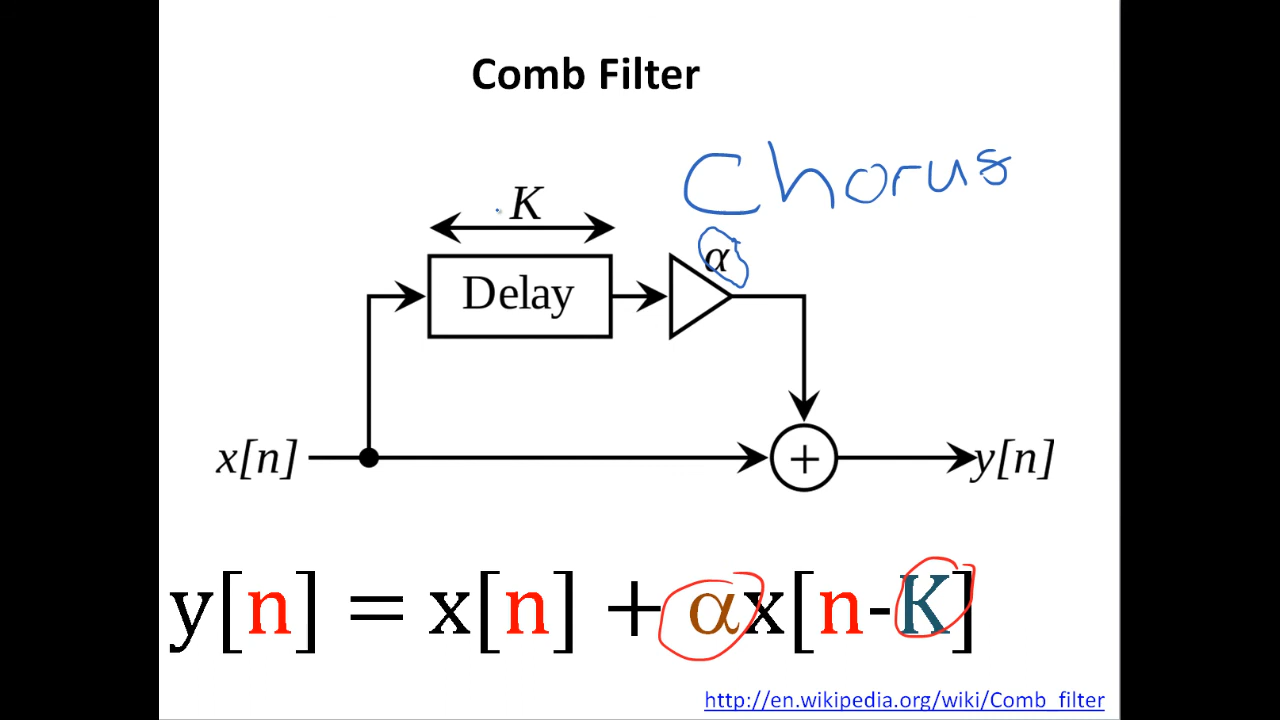 Comb Filter
Chorus
K
α
Delay
x[n]
+
y[n]
y[n] = x[n] + αx[n-K]
http://en.wikipedia.org/wiki/Comb_filter